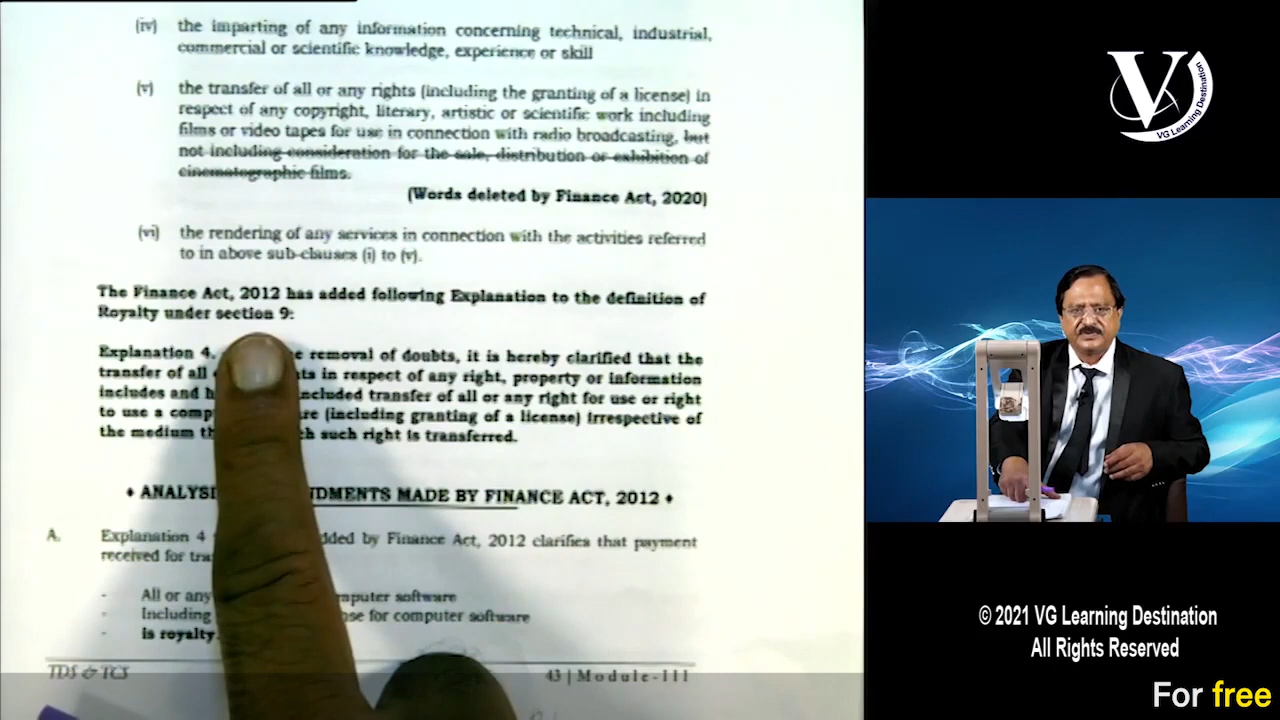 (iv) the imparting of any information concerning technical, industrial,
commercial or scientific knowledge, experience or skill
(v) the transfer of all or any rights (including the granting of a license) in
respect of any copyright, literary, artistic or scientific work including
films or video tapes for use in connection with radio broadcasting, but
not including consideration for the sale, distribution or exhibition of
cinematographic films.
(Words deleted by Finance Act, 2020)
(vi) the rendering of any services in connection with the activities referred
to in above sub-clauses (i) to (v).
The Finance Act, 2012 has added following Explanation to the definition of
Royalty under section 9:
Explanation 4. removal of doubts, it is hereby clarified that the
transfer of all in respect of any right, property or information
includes and included transfer of all or any right for use or right
to use a (including granting of a license) irrespective of
the medium such right is transferred.
♦ MADE BY FINANCE ACT, 2012 ♦
A. Explanation 4 by Finance Act, 2012 clarifies that payment
received for
- All or any software
- Including for computer software
- is royalty
TDS & TCS
43 | Module-III
V
VG Learning Destination
© 2021 VG Learning Destination
All Rights Reserved
For free